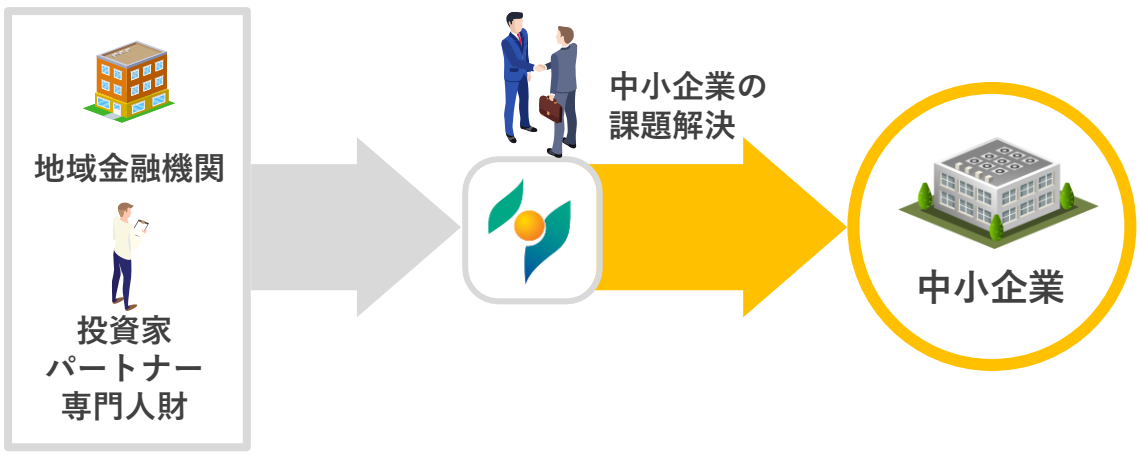 地域金融機関
投資家
パートナー
専門人財
中小企業の
課題解決
中小企業